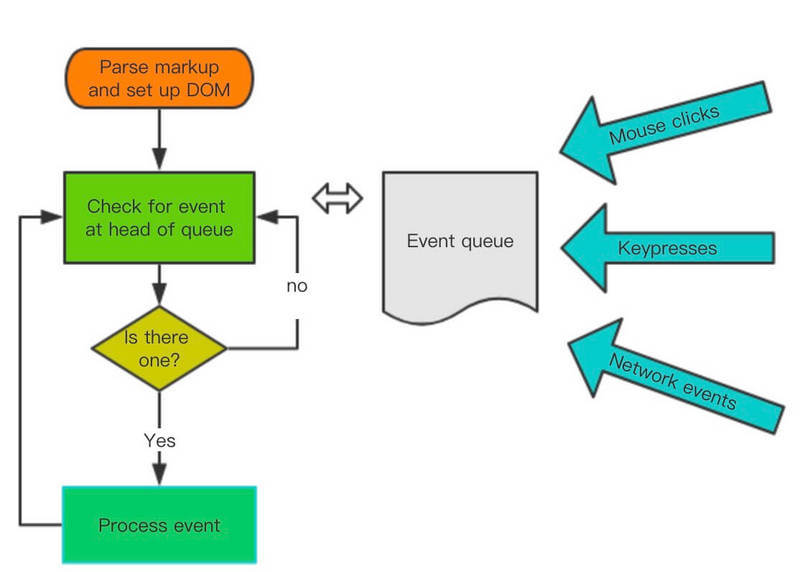 Parse markup
and set up DOM
Check for event
at head of queue
no
Is there
one?
Yes
Process event
Event queue
Mouse clicks
Keypresses
Network events